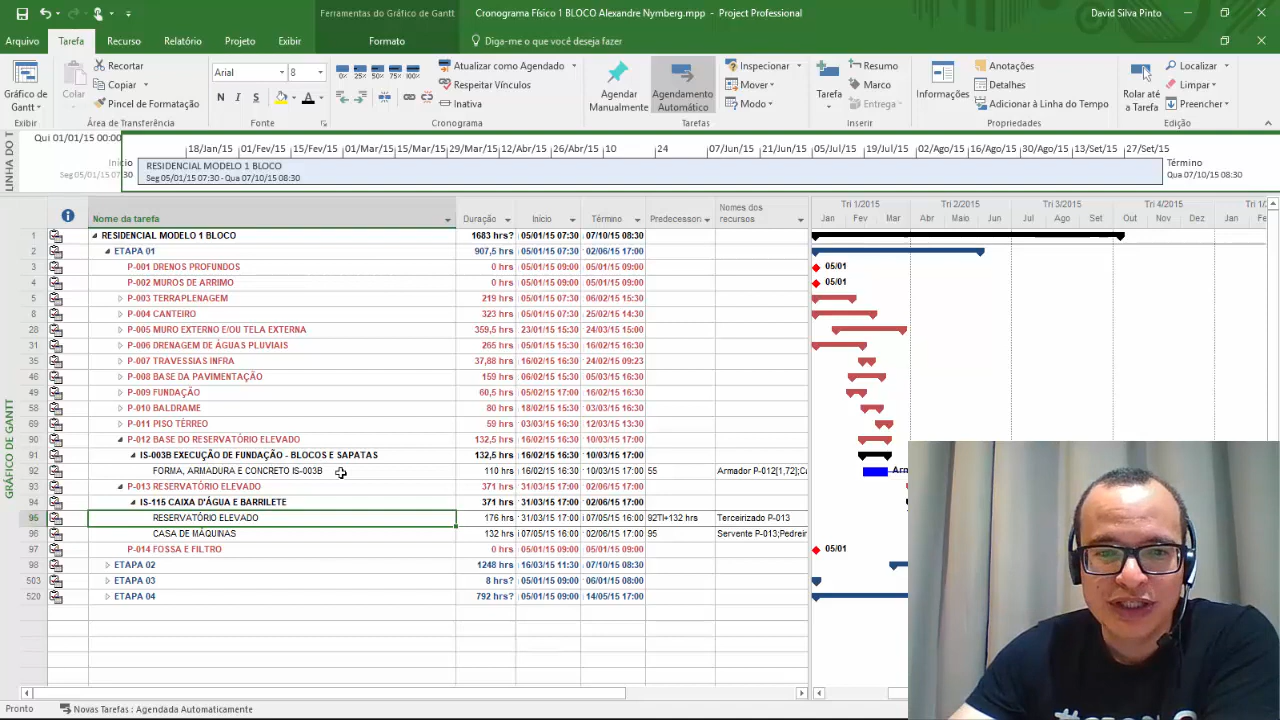 Ferramentas do Gráfico de Gantt
Cronograma Físico 1 BLOCO Alexandre Nymberg.mpp - Project Professional
David Silva Pinto
Arquivo Tarefa Recurso Relatório Projeto Exibir Formato Diga-me o que você deseja fazer
Gráfico de Gantt
Exibir
Colar
Recortar
Copiar
Pincel de Formatação
Área de Transferência
Arial 8
N I S A
Fonte
0% 25% 50% 75% 100%
Atualizar como Agendado
Respeitar Vínculos
Inativa
Cronograma
Agendar Manualmente
Agendamento Automático
Inspecionar
Mover
Modo
Tarefas
Tarefa
Resumo
Marco
Entrega
Inserir
Informações
Anotações
Detalhes
Adicionar à Linha do Tempo
Propriedades
Rolar até a Tarefa
Localizar
Limpar
Preencher
Edição
LINHA DO T
Qui 01/01/15 00:00
18/Jan/15 01/Fev/15 15/Fev/15 01/Mar/15 15/Mar/15 29/Mar/15 12/Abr/15 26/Abr/15 10 24 07/Jun/15 21/Jun/15 05/Jul/15 19/Jul/15 02/Ago/15 16/Ago/15 30/Ago/15 13/Set/15 27/Set/15
Início
Seg 05/01/15 07:30
RESIDENCIAL MODELO 1 BLOCO
Seg 05/01/15 07:30 - Qua 07/10/15 08:30
Término
Qua 07/10/15 08:30
GRÁFICO DE GANTT
Nome da tarefa Duração Início Término Predecessora Nomes dos recursos
Tri 1/2015 Tri 2/2015 Tri 3/2015 Tri 4/2015 Tri 1/
Jan Fev Mar Abr Maio Jun Jul Ago Set Out Nov Dez Jan Fe
1 RESIDENCIAL MODELO 1 BLOCO 1683 hrs? 05/01/15 07:30 07/10/15 08:30
2 ETAPA 01 907,5 hrs 05/01/15 07:30 02/06/15 17:00
3 P-001 DRENOS PROFUNDOS 0 hrs 05/01/15 09:00 05/01/15 09:00 05/01
4 P-002 MUROS DE ARRIMO 0 hrs 05/01/15 09:00 05/01/15 09:00 05/01
5 P-003 TERRAPLENAGEM 219 hrs 05/01/15 07:30 06/02/15 15:30
8 P-004 CANTEIRO 323 hrs 05/01/15 07:30 25/02/15 14:30
28 P-005 MURO EXTERNO E/OU TELA EXTERNA 359,5 hrs 23/01/15 15:30 24/03/15 15:00
31 P-006 DRENAGEM DE ÁGUAS PLUVIAIS 265 hrs 05/01/15 07:30 16/02/15 15:30
35 P-007 TRAVESSIAS INFRA 37,88 hrs 16/02/15 16:30 24/02/15 09:23
46 P-008 BASE DA PAVIMENTAÇÃO 159 hrs 06/02/15 15:30 05/03/15 16:30
49 P-009 FUNDAÇÃO 60,5 hrs 05/02/15 17:00 16/02/15 16:30
58 P-010 BALDRAME 80 hrs 18/02/15 15:30 03/03/15 16:30
89 P-011 PISO TÉRREO 59 hrs 03/03/15 16:30 13/03/15 16:30
90 P-012 BASE DO RESERVATÓRIO ELEVADO 132,5 hrs 16/02/15 16:30 10/03/15 17:00
91 IS-003B EXECUÇÃO DE FUNDAÇÃO - BLOCOS E SAPATAS 132,5 hrs 16/02/15 16:30 10/03/15 17:00
92 FORMA, ARMADURA E CONCRETO IS-003B 110 hrs 16/02/15 16:30 10/03/15 17:00 55 Armador P-012[1,72];Ca Arm
93 P-013 RESERVATÓRIO ELEVADO 371 hrs 31/03/15 17:00 02/06/15 17:00
94 IS-115 CAIXA D'ÁGUA E BARRILETE 371 hrs 31/03/15 17:00 02/06/15 17:00
95 RESERVATÓRIO ELEVADO 176 hrs 31/03/15 17:00 07/05/15 16:00 92TI+132 hrs Terceirizado P-013
96 CASA DE MÁQUINAS 132 hrs 07/05/15 16:00 02/06/15 17:00 95 Servente P-013;Pedreir
97 P-014 FOSSA E FILTRO 0 hrs 05/01/15 09:00 05/01/15 09:00 05/01
98 ETAPA 02 1248 hrs 16/03/15 11:30 07/10/15 08:30
503 ETAPA 03 8 hrs? 05/01/15 09:00 06/01/15 08:00
520 ETAPA 04 792 hrs? 05/01/15 09:00 14/05/15 17:00
Pronto Novas Tarefas : Agendada Automaticamente